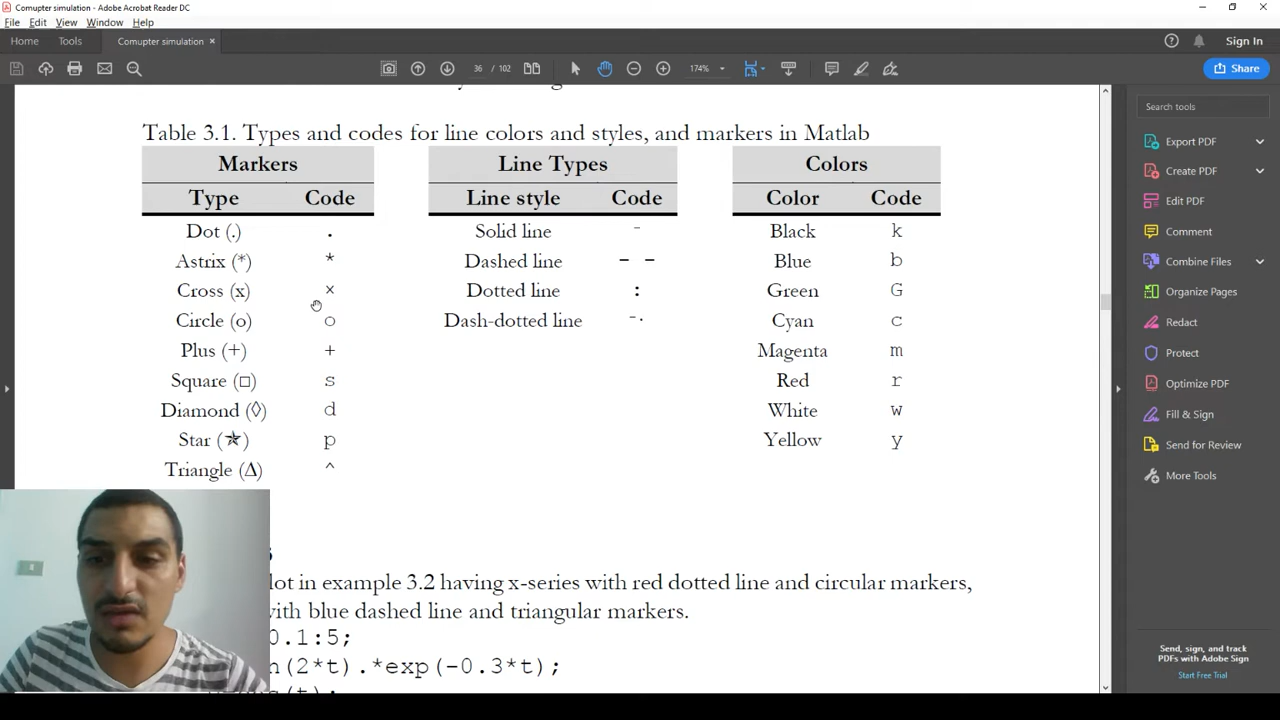 Comupter simulation - Adobe Acrobat Reader DC
File Edit View Window Help
Home Tools Comupter simulation × Sign In
36 / 102 174% Share
Table 3.1. Types and codes for line colors and styles, and markers in Matlab
Markers Line Types Colors
Type Code Line style Code Color Code
Dot (.) . Solid line - Black k
Astrix (*) * Dashed line - - Blue b
Cross (x) x Dotted line : Green G
Circle (o) o Dash-dotted line -. Cyan c
Plus (+) + Magenta m
Square (□) s Red r
Diamond (◊) d White w
Star (✯) p Yellow y
Triangle (Δ) ^
lot in example 3.2 having x-series with red dotted line and circular markers,
with blue dashed line and triangular markers.
0.1:5;
n(2*t).*exp(-0.3*t);
Search tools
Export PDF
Create PDF
Edit PDF
Comment
Combine Files
Organize Pages
Redact
Protect
Optimize PDF
Fill & Sign
Send for Review
More Tools
Send, sign, and track
PDFs with Adobe Sign
Start Free Trial